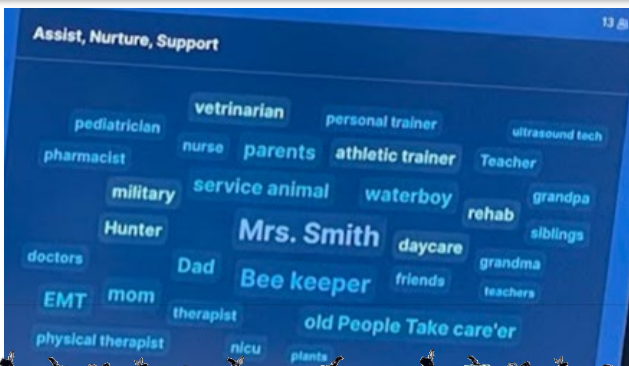 13
Assist, Nurture, Support
vetrinarian
personal trainer
pediatrician
ultrasound tech
nurse
parents
athletic trainer
Teacher
pharmacist
service animal
waterboy
grandpa
military
rehab
siblings
Hunter
Mrs. Smith
daycare
grandma
doctors
Dad
Bee keeper
friends
teachers
EMT
mom
therapist
old People Take care'er
physical therapist
nicu
plants